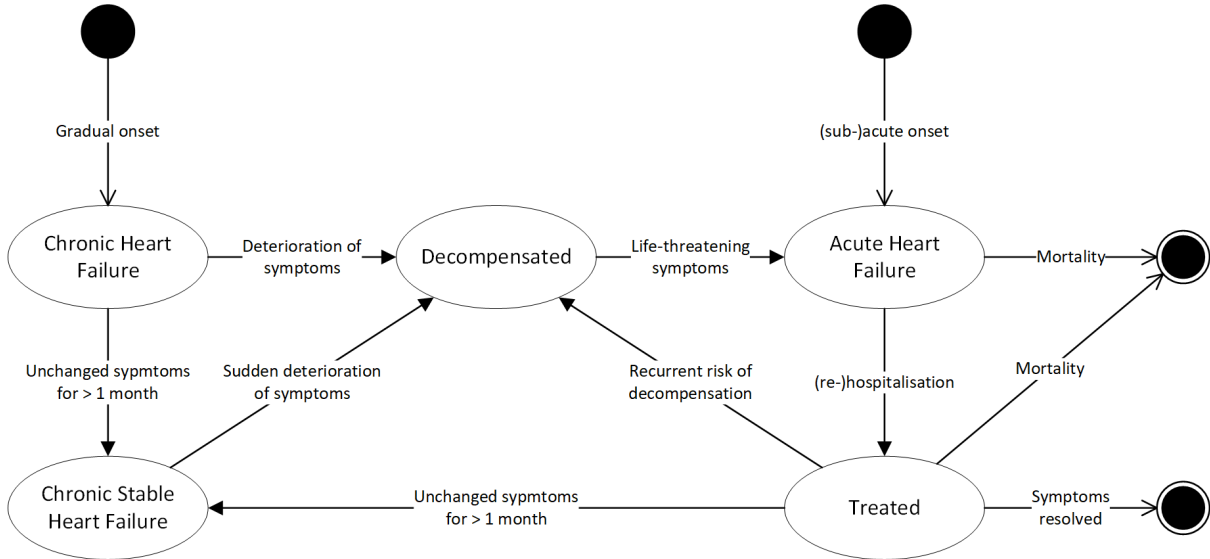 Gradual onset
(sub-)acute onset
Chronic Heart
Failure
Deterioration of
symptoms
Decompensated
Life-threatening
symptoms
Acute Heart
Failure
Mortality
Unchanged sypmtoms
for > 1 month
Sudden deterioration
of symptoms
Recurrent risk of
decompensation
(re-)hospitalisation
Mortality
Chronic Stable
Heart Failure
Unchanged sypmtoms
for > 1 month
Treated
Symptoms
resolved